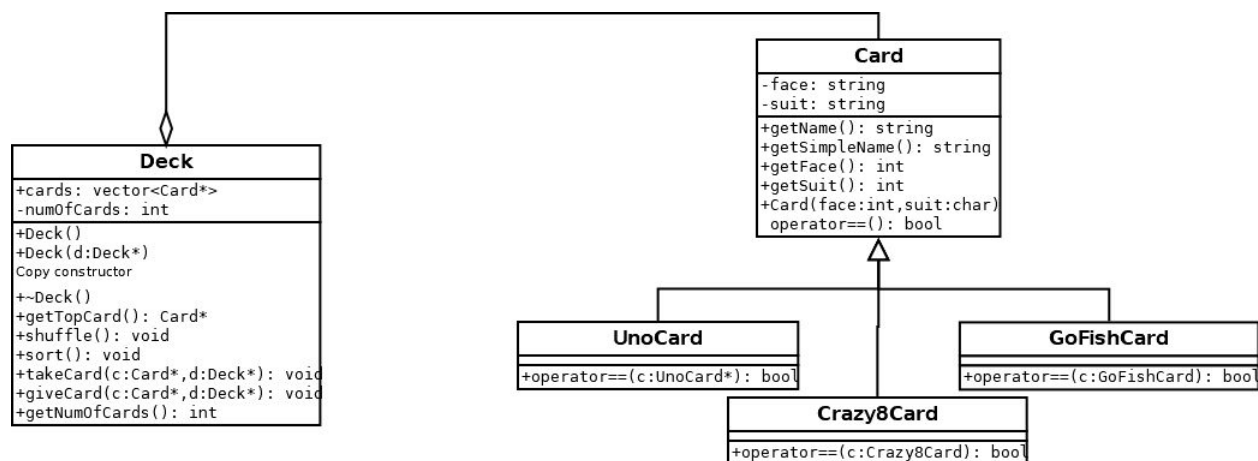 Card
-face: string
-suit: string
+getName(): string
+getSimpleName(): string
+getFace(): int
+getSuit(): int
+Card(face:int,suit:char)
operator==(): bool
Deck
+cards: vector<Card*>
-numOfCards: int
+Deck()
+Deck(d:Deck*)
Copy constructor
+~Deck()
+getTopCard(): Card*
+shuffle(): void
+sort(): void
+takeCard(c:Card*,d:Deck*): void
+giveCard(c:Card*,d:Deck*): void
+getNumOfCards(): int
UnoCard
+operator==(c:UnoCard*): bool
GoFishCard
+operator==(c:GoFishCard): bool
Crazy8Card
+operator==(c:Crazy8Card): bool